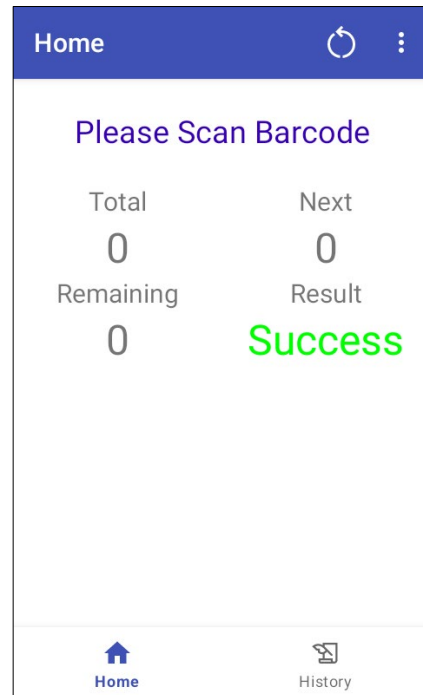 Home
Please Scan Barcode
Total Next
0 0
Remaining Result
0 Success
Home History